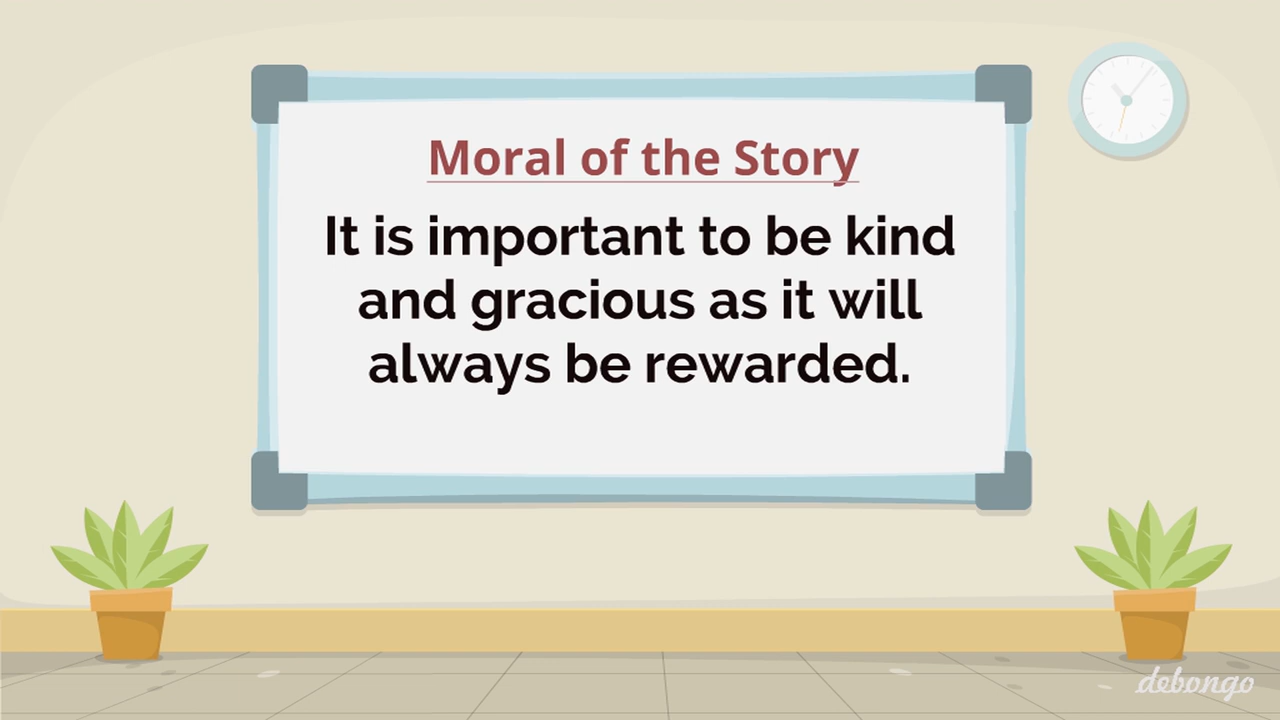 Moral of the Story
It is important to be kind
and gracious as it will
always be rewarded.
debongo